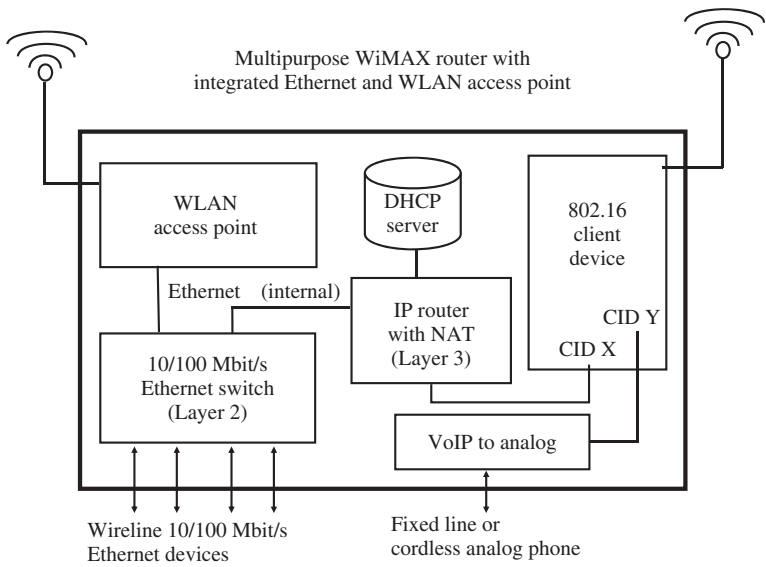 Multipurpose WiMAX router with
integrated Ethernet and WLAN access point
WLAN
access point
DHCP
server
802.16
client
device
Ethernet (internal)
IP router
with NAT
(Layer 3)
CID Y
CID X
10/100 Mbit/s
Ethernet switch
(Layer 2)
VoIP to analog
Wireline 10/100 Mbit/s
Ethernet devices
Fixed line or
cordless analog phone